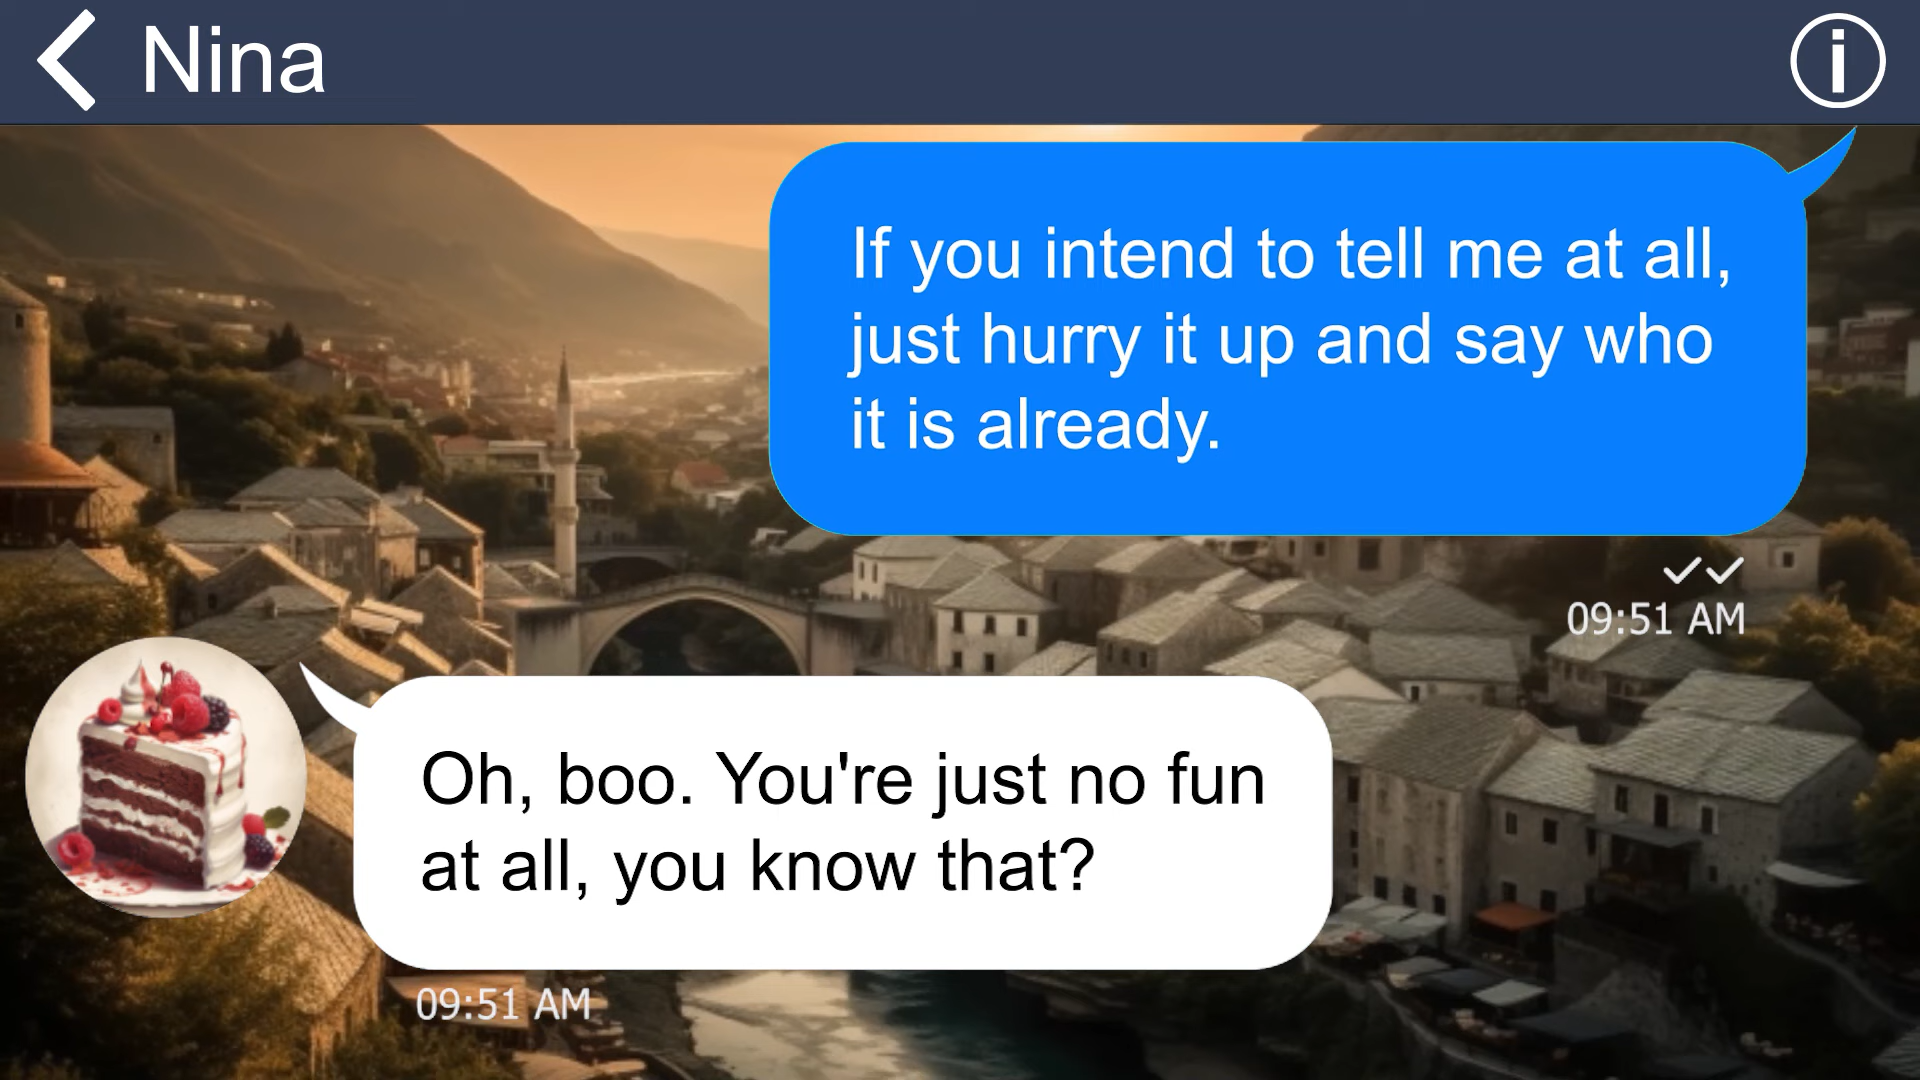 Nina
If you intend to tell me at all,
just hurry it up and say who
it is already.
09:51 AM
Oh, boo. You're just no fun
at all, you know that?
09:51 AM